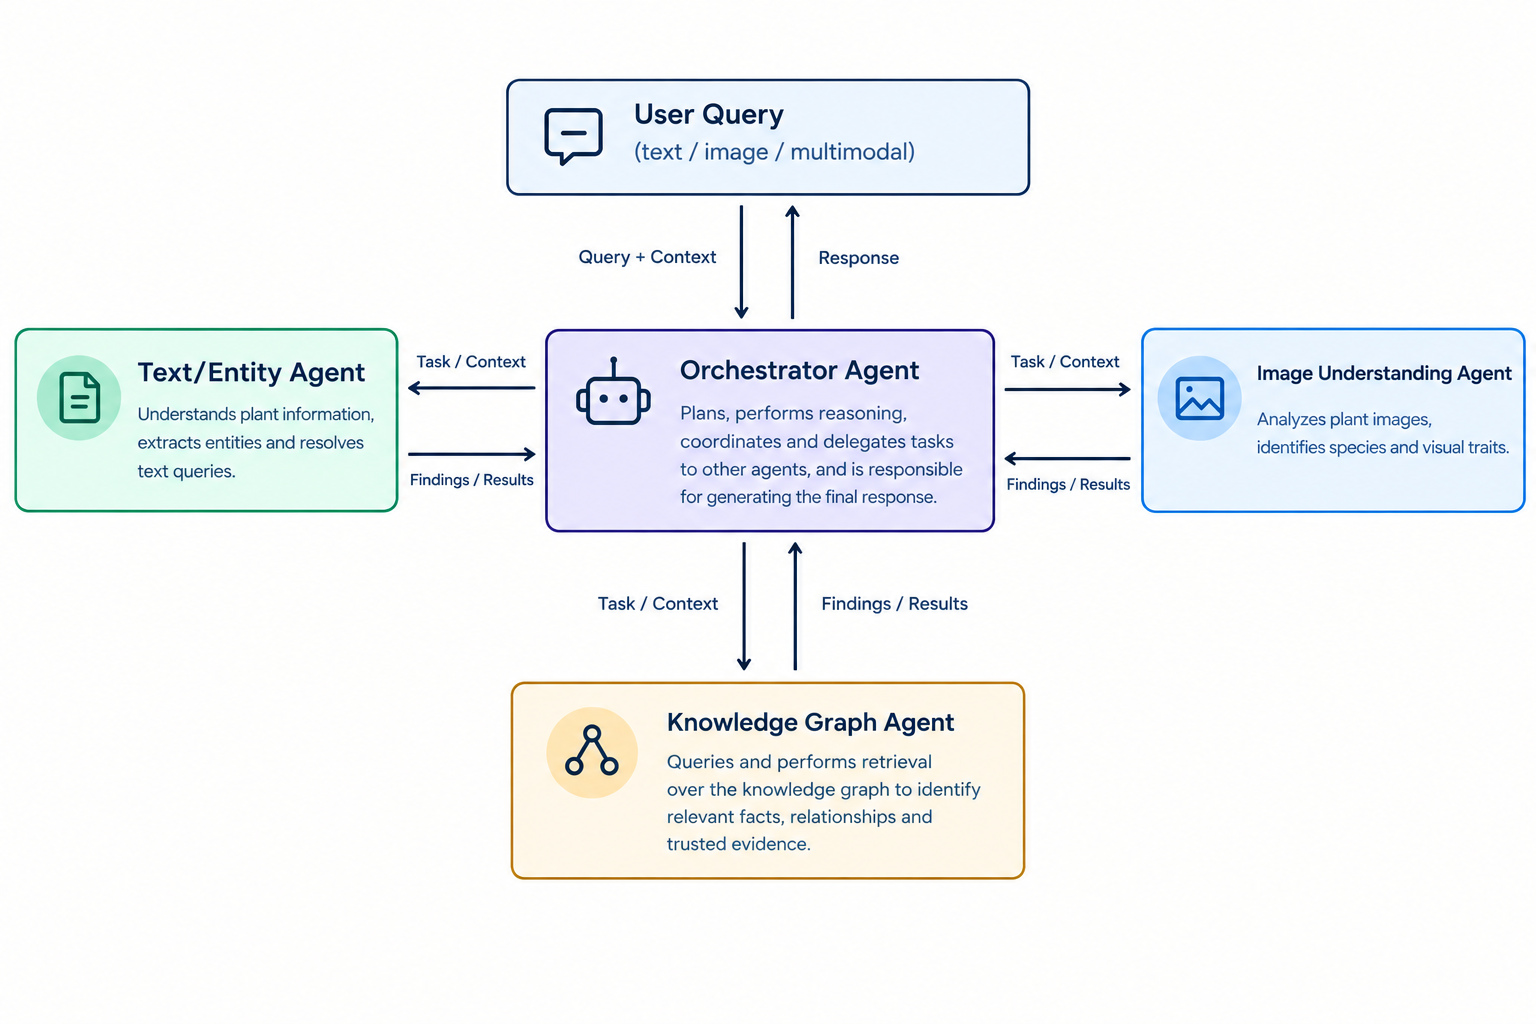 User Query
(text / image / multimodal)
Query + Context
Response
Text/Entity Agent
Understands plant information,
extracts entities and resolves
text queries.
Task / Context
Findings / Results
Orchestrator Agent
Plans, performs reasoning,
coordinates and delegates tasks
to other agents, and is responsible
for generating the final response.
Task / Context
Findings / Results
Image Understanding Agent
Analyzes plant images,
identifies species and visual traits.
Task / Context
Findings / Results
Knowledge Graph Agent
Queries and performs retrieval
over the knowledge graph to identify
relevant facts, relationships and
trusted evidence.